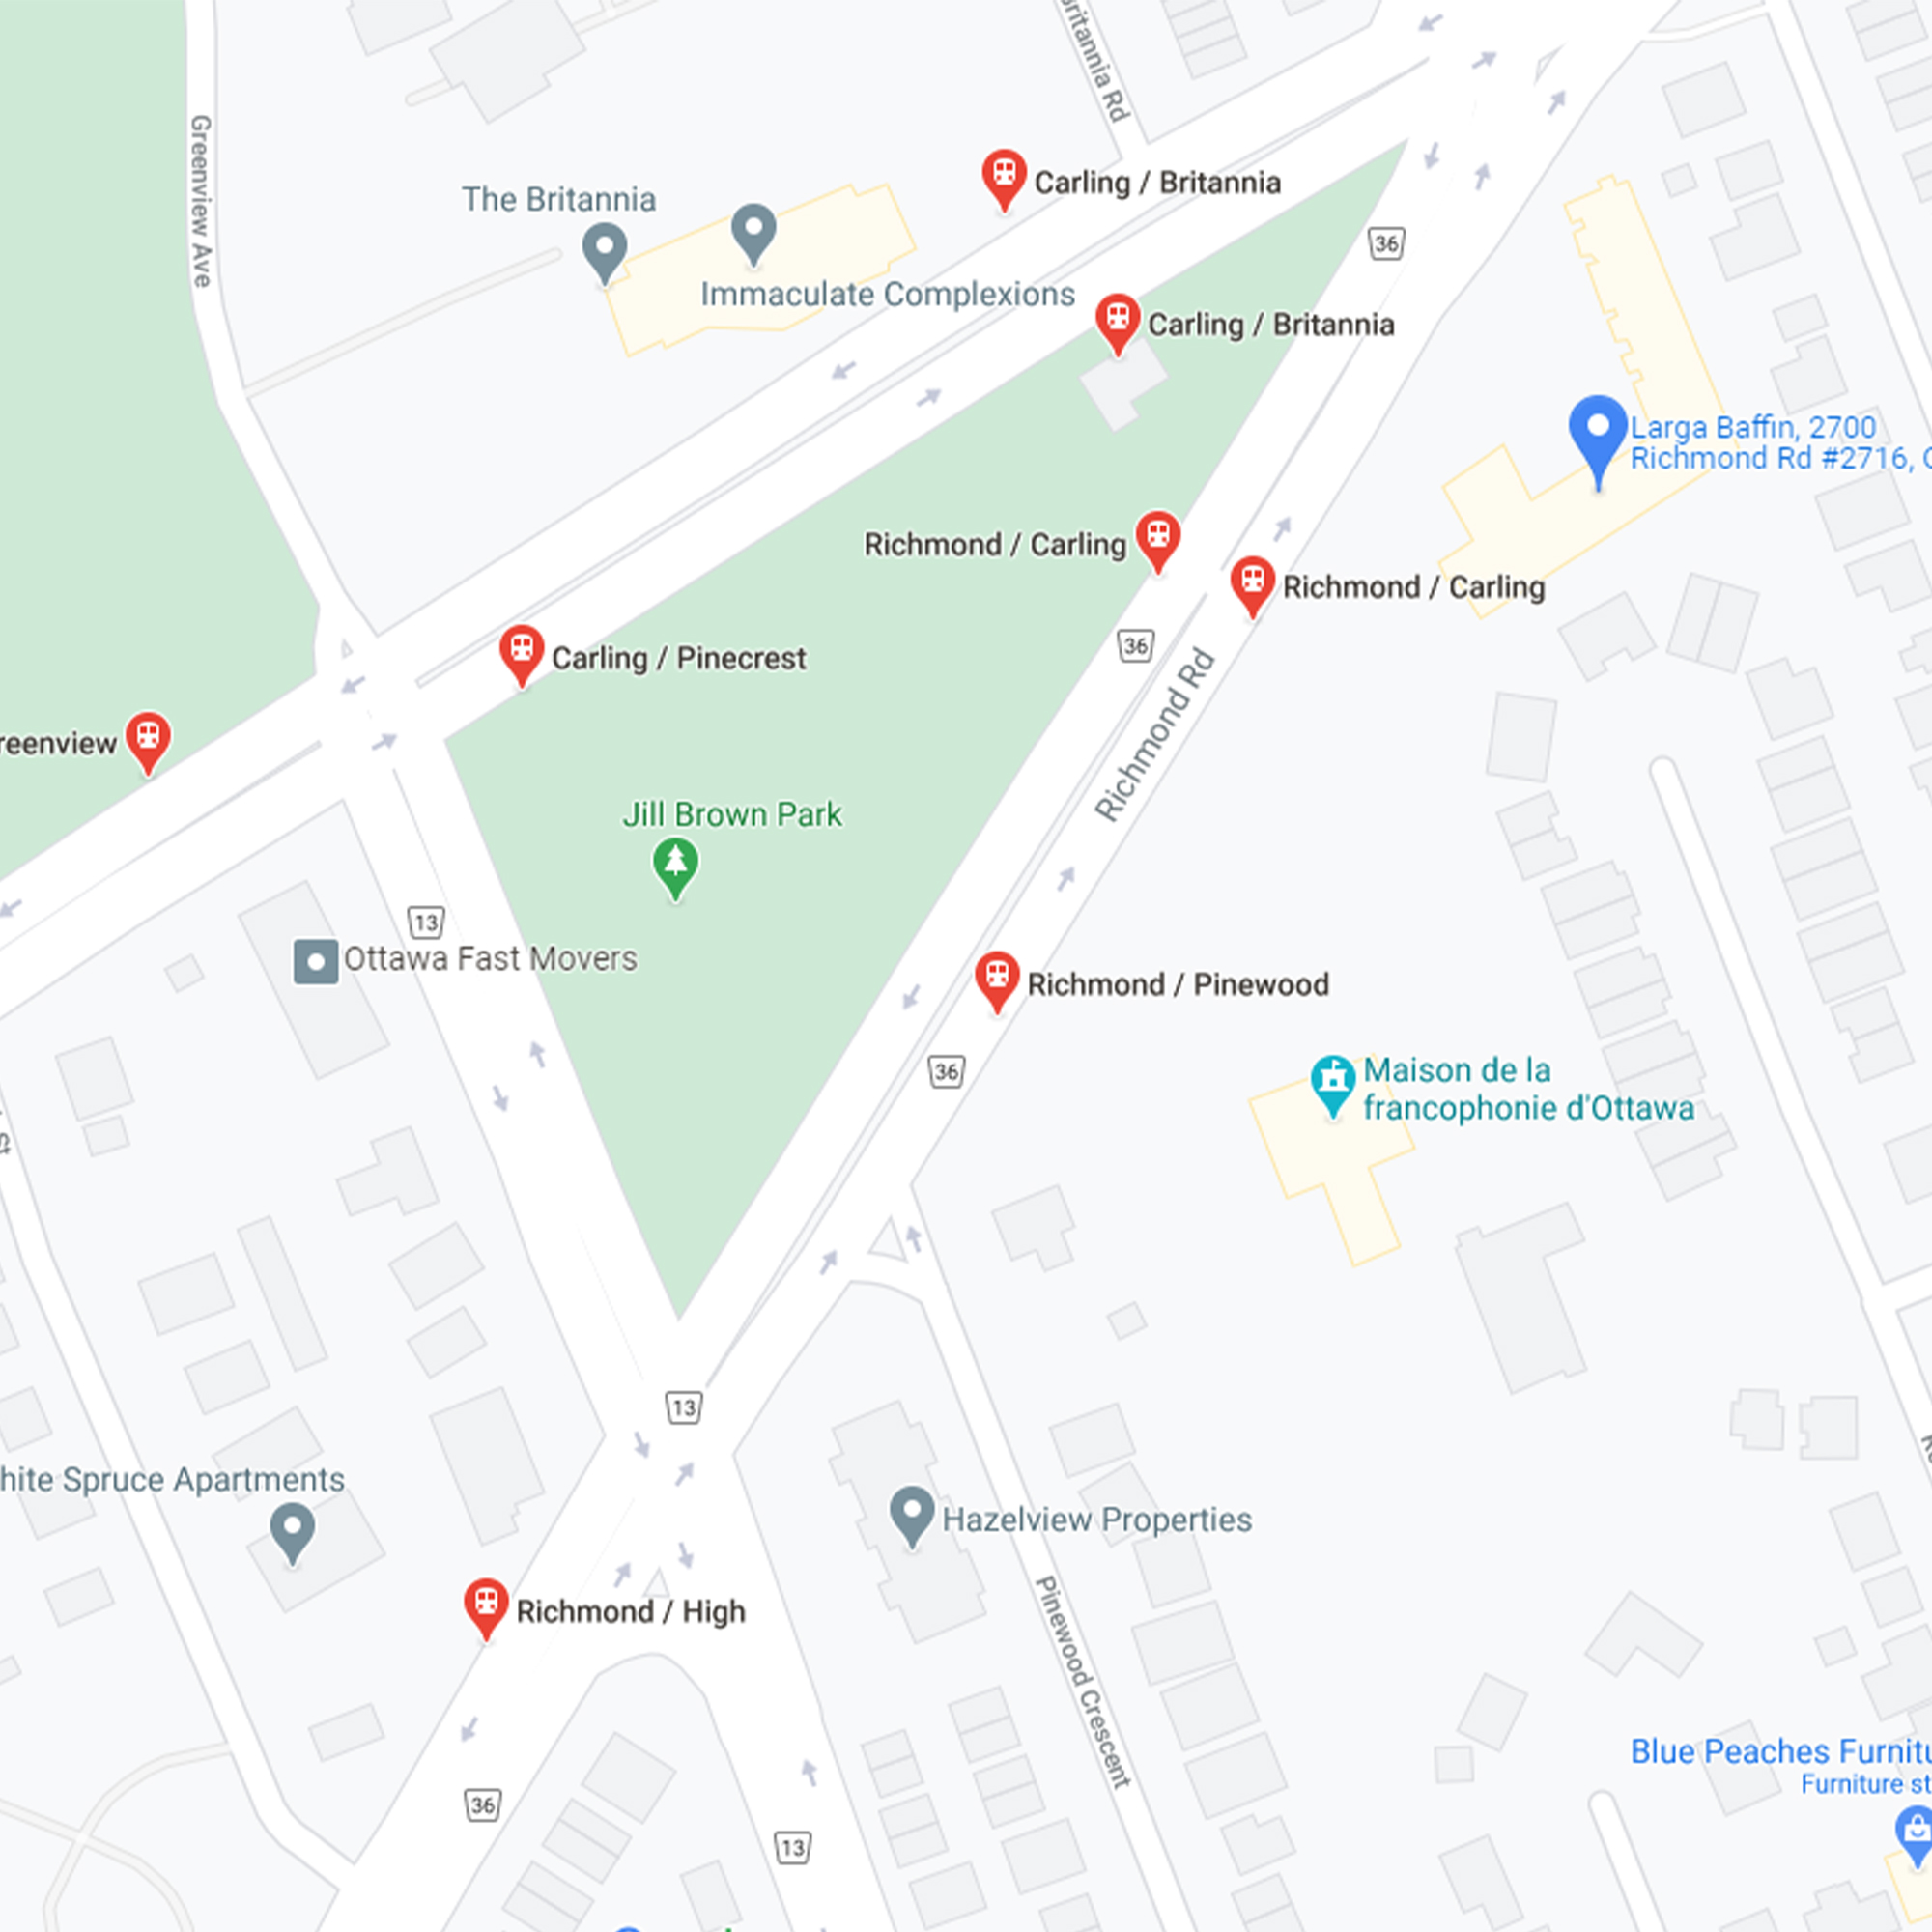 Britannia Rd
Greenview Ave
Carling / Britannia
The Britannia
36
Immaculate Complexions
Carling / Britannia
Larga Baffin, 2700
Richmond Rd #2716,
Richmond / Carling
Richmond / Carling
36
Carling / Pinecrest
Richmond Rd
reenview
Jill Brown Park
13
Ottawa Fast Movers
Richmond / Pinewood
36
Maison de la
francophonie d'Ottawa
13
hite Spruce Apartments
Hazelview Properties
Richmond / High
Pinewood Crescent
Blue Peaches Furnitu
Furniture st
36
13